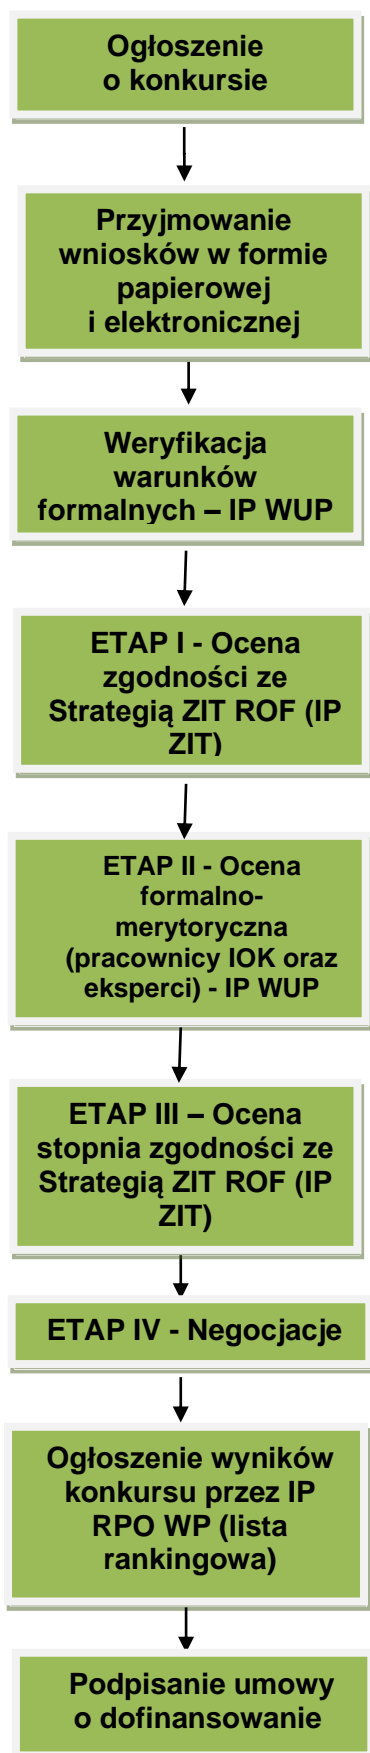 Ogłoszenie
o konkursie
Przyjmowanie
wniosków w formie
papierowej
i elektronicznej
Weryfikacja
warunków
formalnych – IP WUP
ETAP I - Ocena
zgodności ze
Strategią ZIT ROF (IP
ZIT)
ETAP II - Ocena
formalno-
merytoryczna
(pracownicy IOK oraz
eksperci) - IP WUP
ETAP III – Ocena
stopnia zgodności ze
Strategią ZIT ROF (IP
ZIT)
ETAP IV - Negocjacje
Ogłoszenie wyników
konkursu przez IP
RPO WP (lista
rankingowa)
Podpisanie umowy
o dofinansowanie